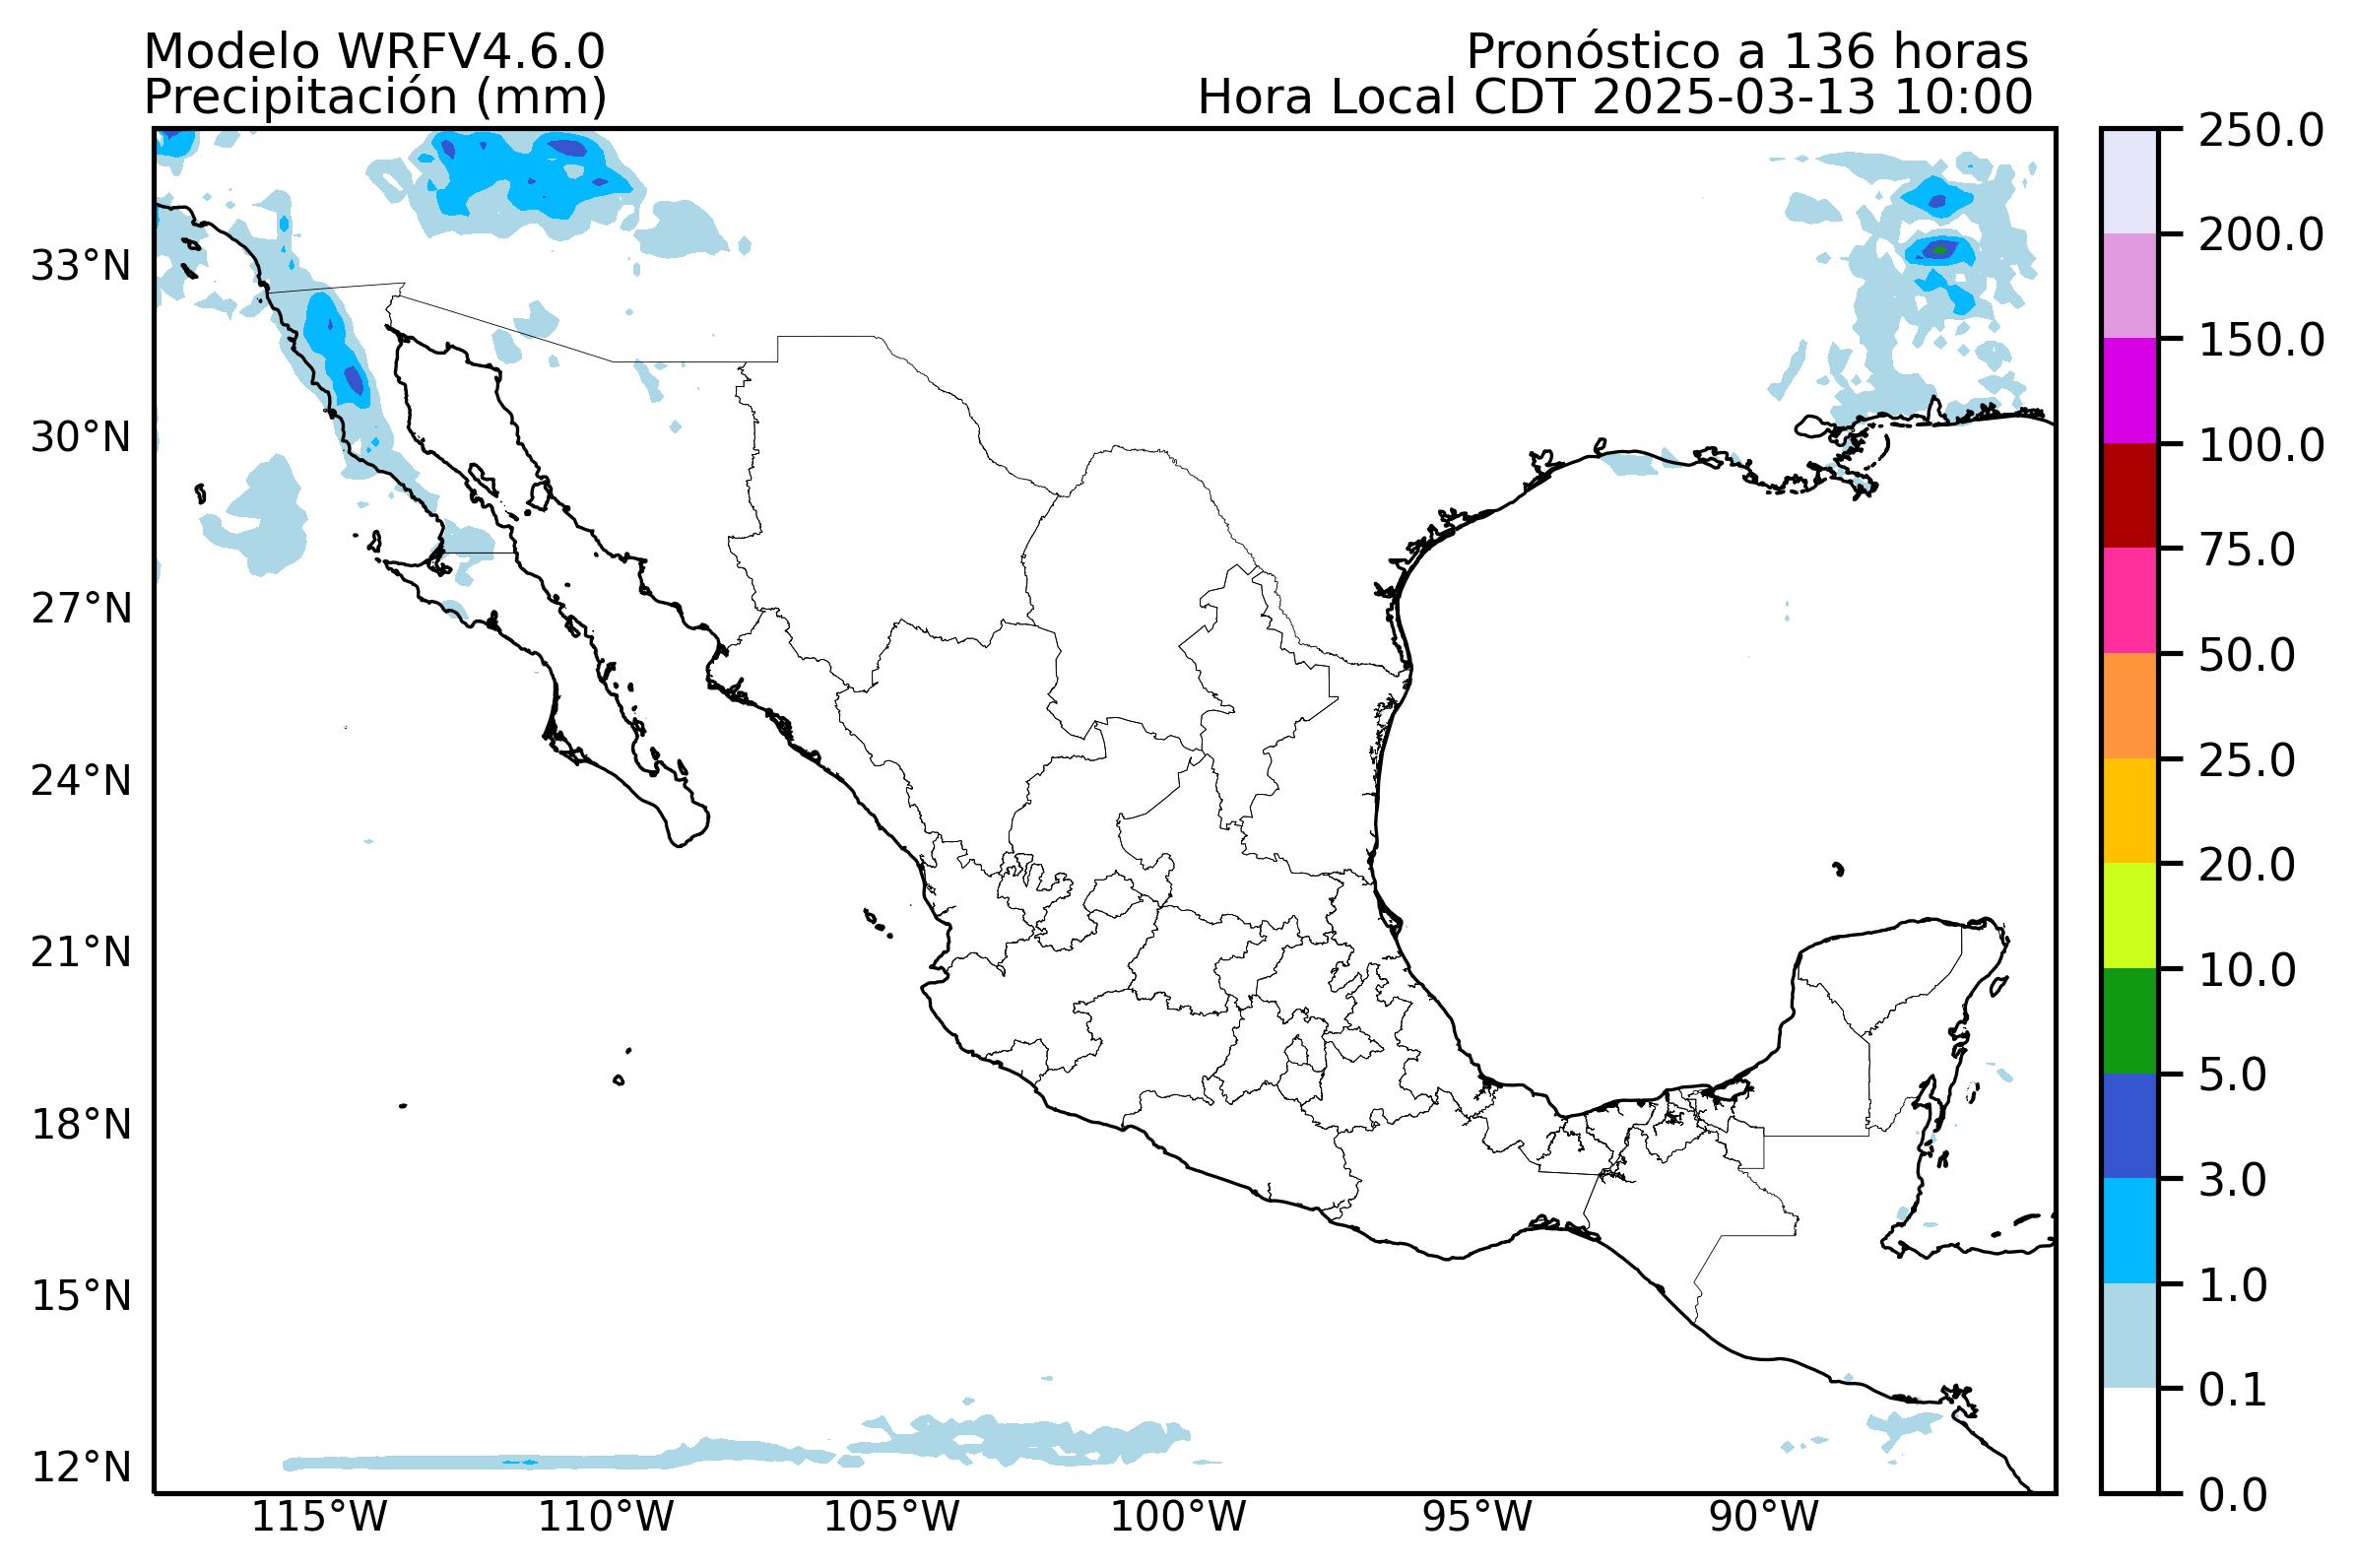 Modelo WRFV4.6.0
Precipitación (mm)
Pronóstico a 136 horas
Hora Local CDT 2025-03-13 10:00
33°N
30°N
27°N
24°N
21°N
18°N
15°N
12°N
115°W
110°W
105°W
100°W
95°W
90°W
250.0
200.0
150.0
100.0
75.0
50.0
25.0
20.0
10.0
5.0
3.0
1.0
0.1
0.0